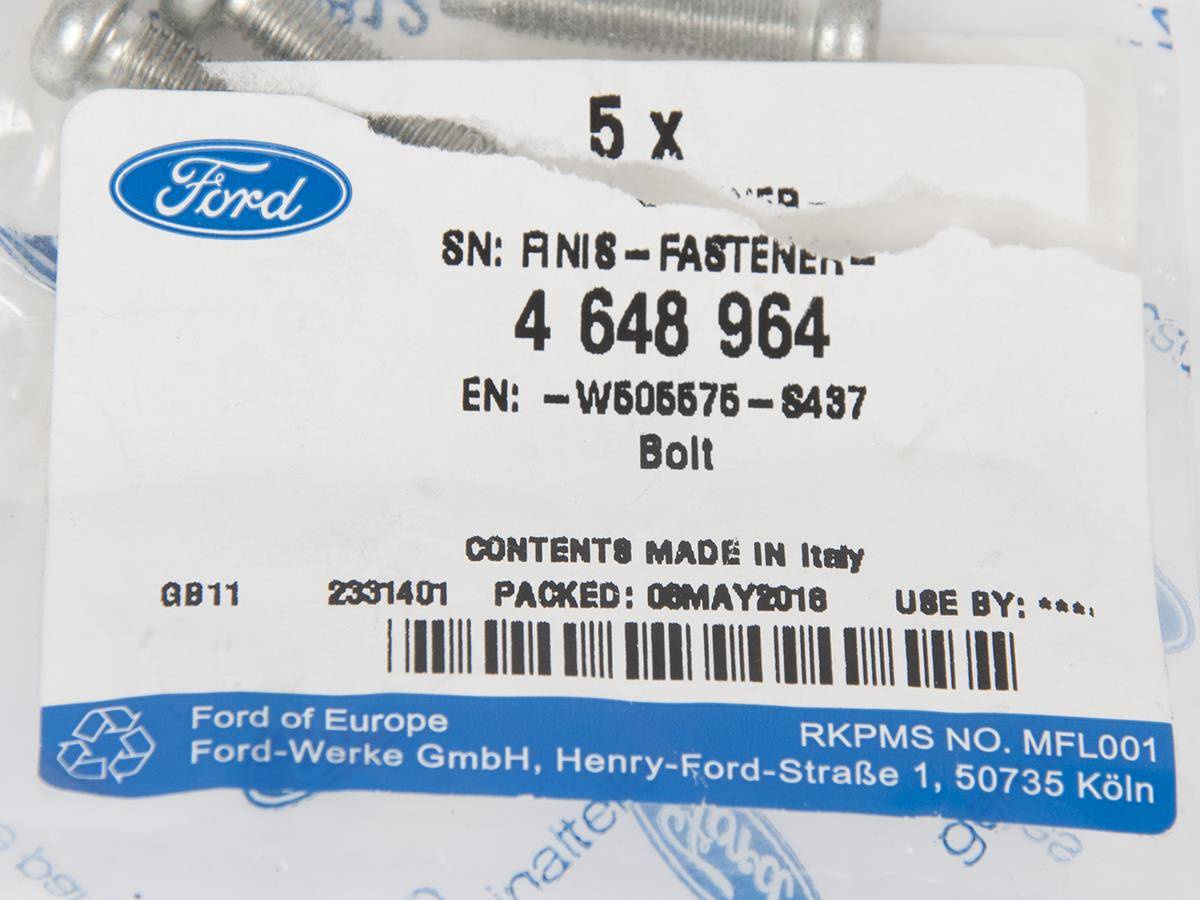 5 x
Ford
SN: FINIS-FASTENER-
4 648 964
EN: -W505575-S437
Bolt
CONTENTS MADE IN Italy
GB11 2331401 PACKED: 06MAY2016 USE BY: ***
Ford of Europe RKPMS NO. MFL001
Ford-Werke GmbH, Henry-Ford-Straße 1, 50735 Köln